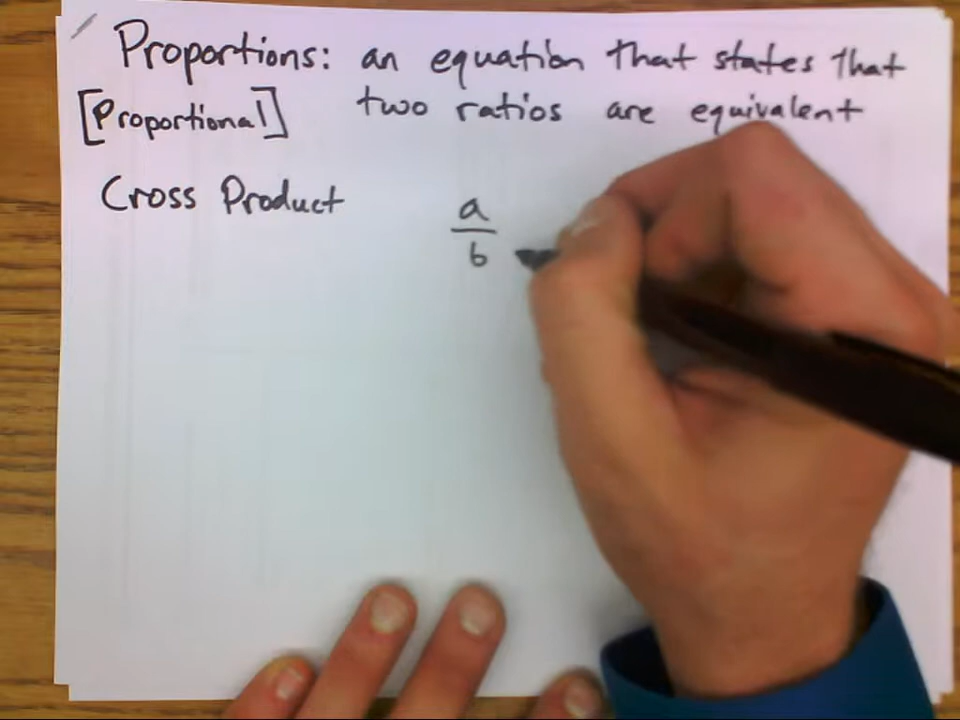 Proportions: an equation that states that
[Proportional] two ratios are equivalent
Cross Product
a
b